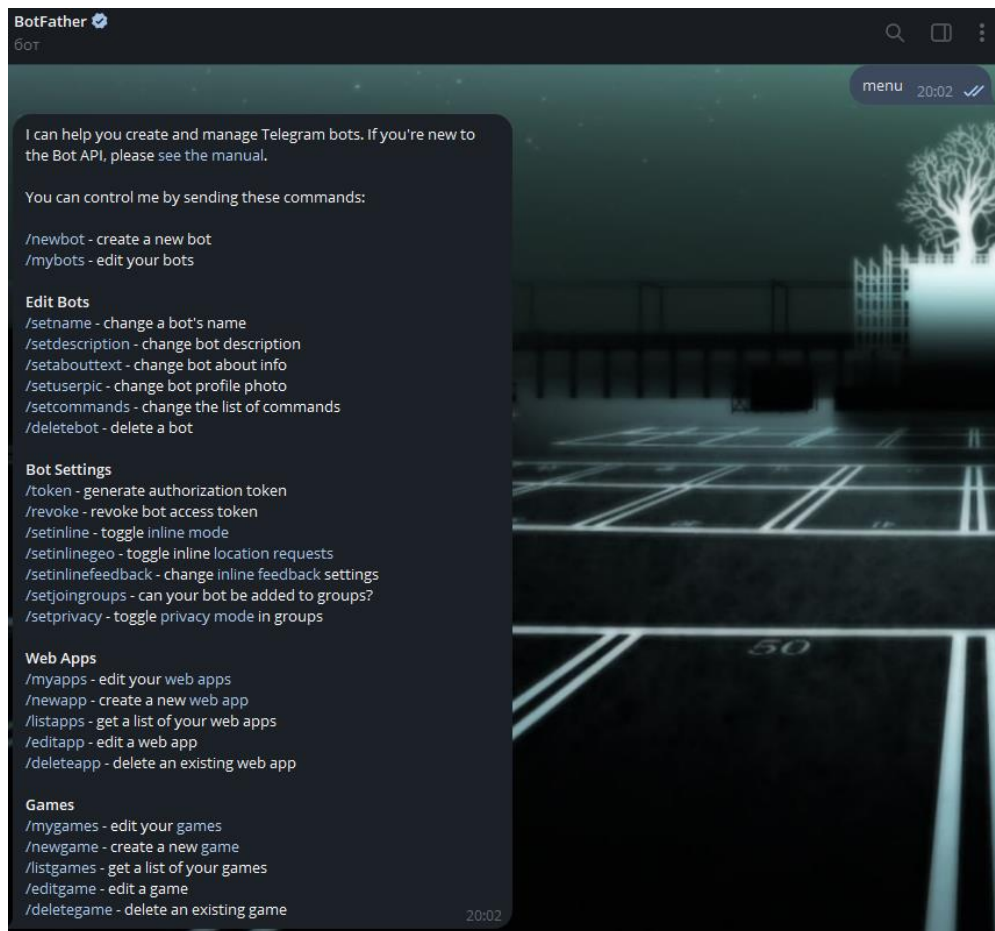 BotFather
бот
menu 20:02
I can help you create and manage Telegram bots. If you're new to
the Bot API, please see the manual.
You can control me by sending these commands:
/newbot - create a new bot
/mybots - edit your bots
Edit Bots
/setname - change a bot's name
/setdescription - change bot description
/setabouttext - change bot about info
/setuserpic - change bot profile photo
/setcommands - change the list of commands
/deletebot - delete a bot
Bot Settings
/token - generate authorization token
/revoke - revoke bot access token
/setinline - toggle inline mode
/setinlinegeo - toggle inline location requests
/setinlinefeedback - change inline feedback settings
/setjoingroups - can your bot be added to groups?
/setprivacy - toggle privacy mode in groups
Web Apps
/myapps - edit your web apps
/newapp - create a new web app
/listapps - get a list of your web apps
/editapp - edit a web app
/deleteapp - delete an existing web app
Games
/mygames - edit your games
/newgame - create a new game
/listgames - get a list of your games
/editgame - edit a game
/deletegame - delete an existing game
20:02
50